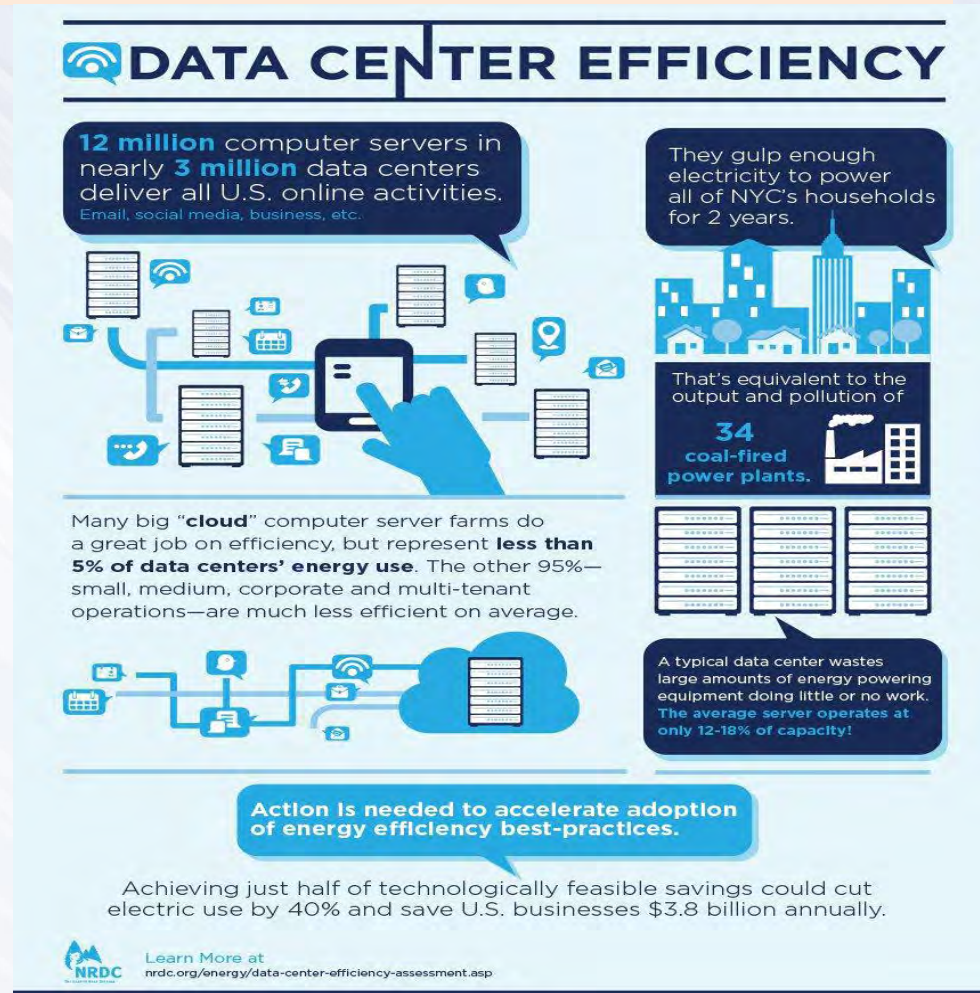 DATA CENTER EFFICIENCY
12 million computer servers in
nearly 3 million data centers
deliver all U.S. online activities.
Email, social media, business, etc.
They gulp enough
electricity to power
all of NYC's households
for 2 years.
That's equivalent to the
output and pollution of
34
coal-fired
power plants.
Many big "cloud" computer server farms do
a great job on efficiency, but represent less than
5% of data centers' energy use. The other 95%—
small, medium, corporate and multi-tenant
operations—are much less efficient on average.
A typical data center wastes
large amounts of energy powering
equipment doing little or no work.
The average server operates at
only 12-18% of capacity!
Action is needed to accelerate adoption
of energy efficiency best-practices.
Achieving just half of technologically feasible savings could cut
electric use by 40% and save U.S. businesses $3.8 billion annually.
NRDC
Learn More at
nrdc.org/energy/data-center-efficiency-assessment.asp